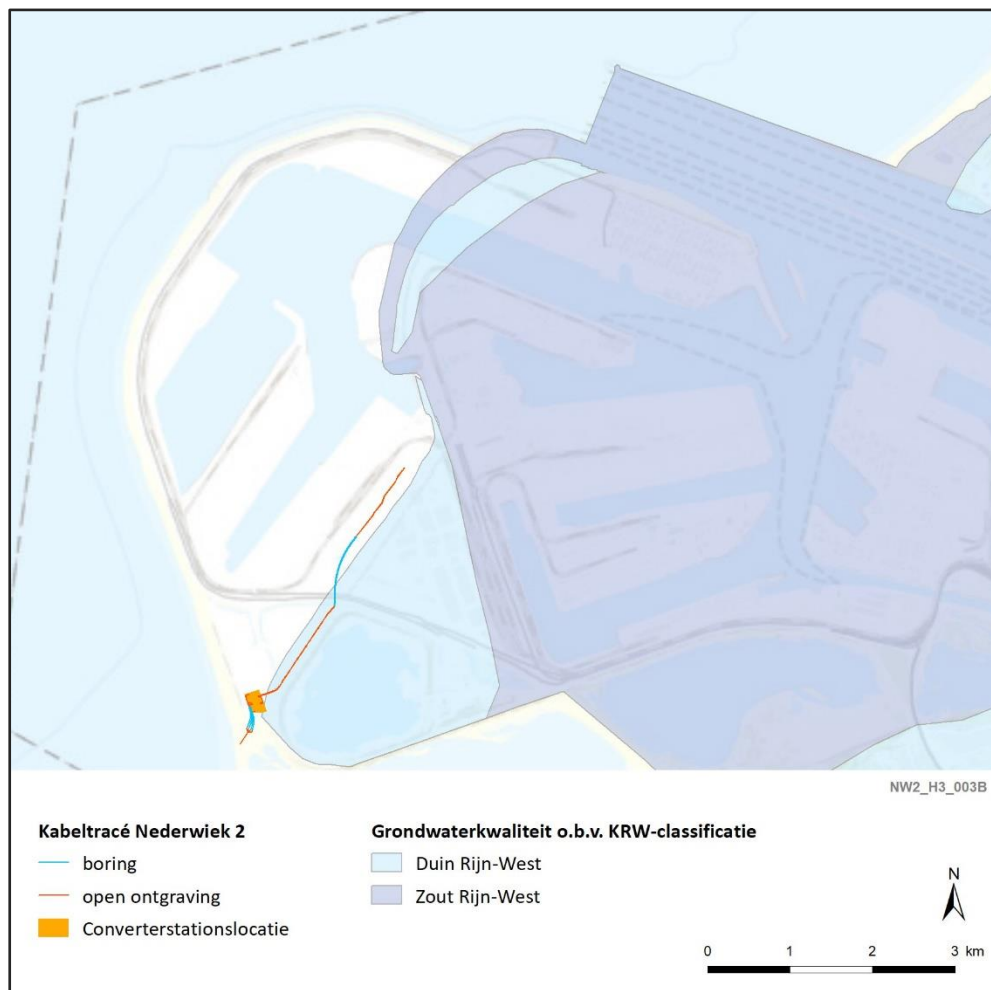 NW2_H3_003B
Kabeltracé Nederwiek 2
boring
open ontgraving
Converterstationslocatie
Grondwaterkwaliteit o.b.v. KRW-classificatie
Duin Rijn-West
Zout Rijn-West
N
0 1 2 3 km